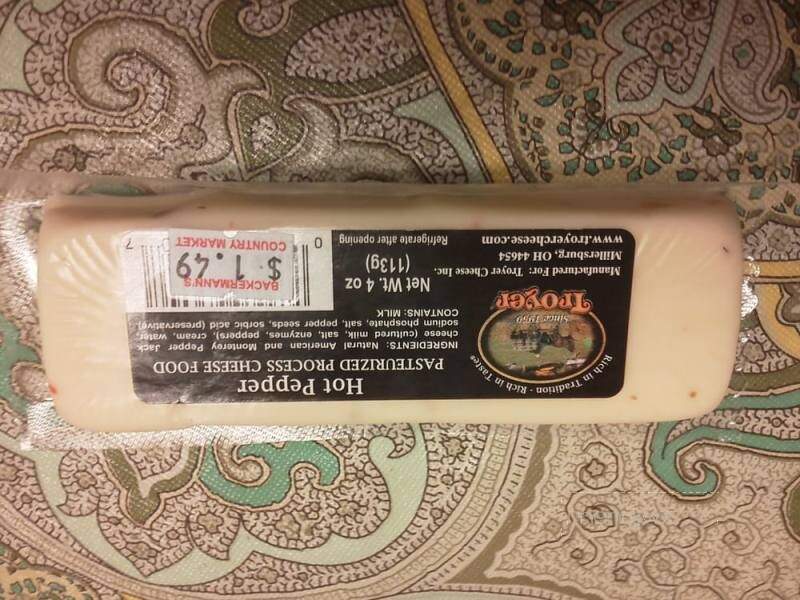 Rich in Tradition - Rich in Taste®
Since 1950
Troyer
Manufactured For: Troyer Cheese Inc.
Millersburg, OH 44654
www.troyercheese.com
Hot Pepper
PASTEURIZED PROCESS CHEESE FOOD
INGREDIENTS: Natural American and Monterey Pepper Jack
cheese (cultured milk, salt, enzymes, peppers), cream, water,
sodium phosphate, salt, pepper seeds, sorbic acid (preservative).
CONTAINS: MILK
Net Wt. 4 oz
(113g)
Refrigerate after opening
BACKERMANN'S
$ 1.49
COUNTRY MARKET
0
7